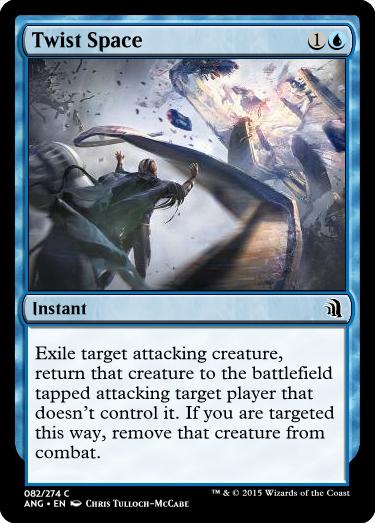 Twist Space 1
Instant
Exile target attacking creature,
return that creature to the battlefield
tapped attacking target player that
doesn't control it. If you are targeted
this way, remove that creature from
combat.
082/274 C ™ & © 2015 Wizards of the Coast
ANG • EN Chris Tulloch-McCabe